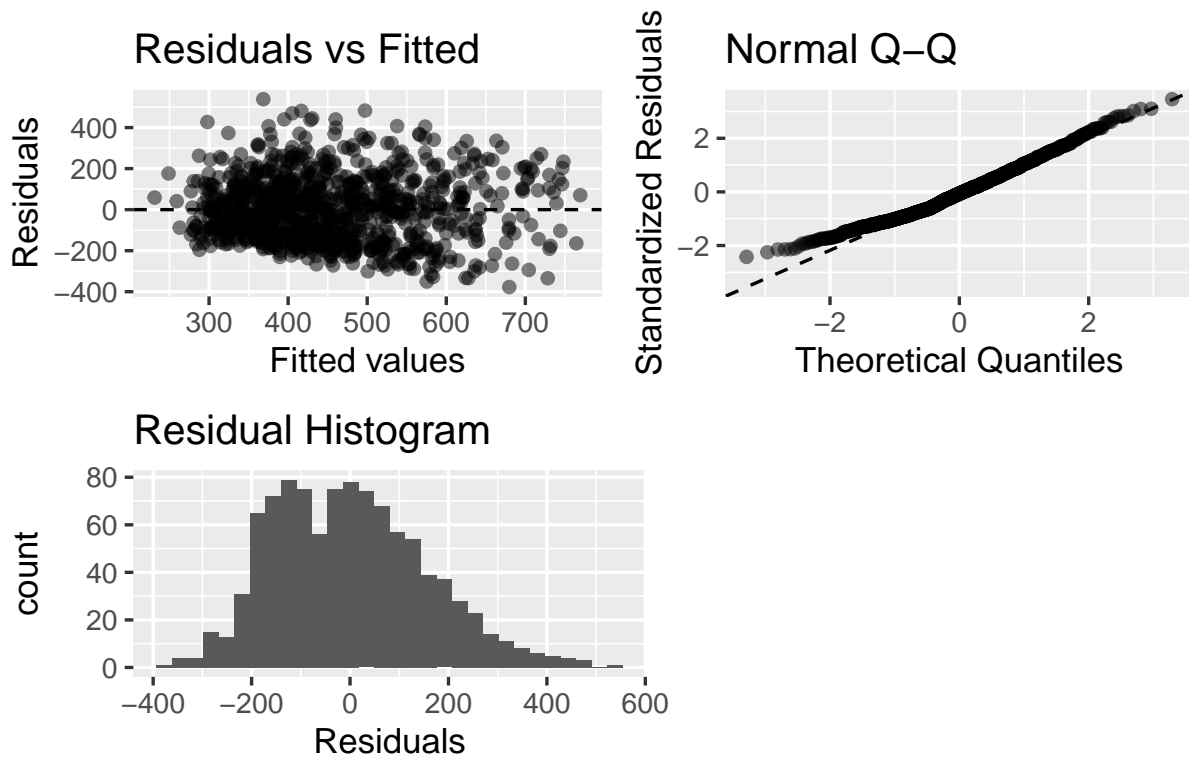 Residuals vs Fitted
Residuals
400
200
0
−200
−400
300 400 500 600 700
Fitted values
Normal Q−Q
Standardized Residuals
2
0
−2
−2 0 2
Theoretical Quantiles
Residual Histogram
count
80
60
40
20
0
−400 −200 0 200 400 600
Residuals